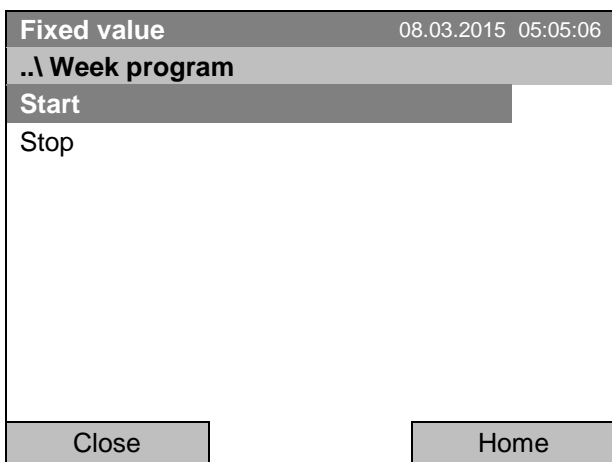 Fixed value 08.03.2015 05:05:06
..\ Week program
Start
Stop
Close Home